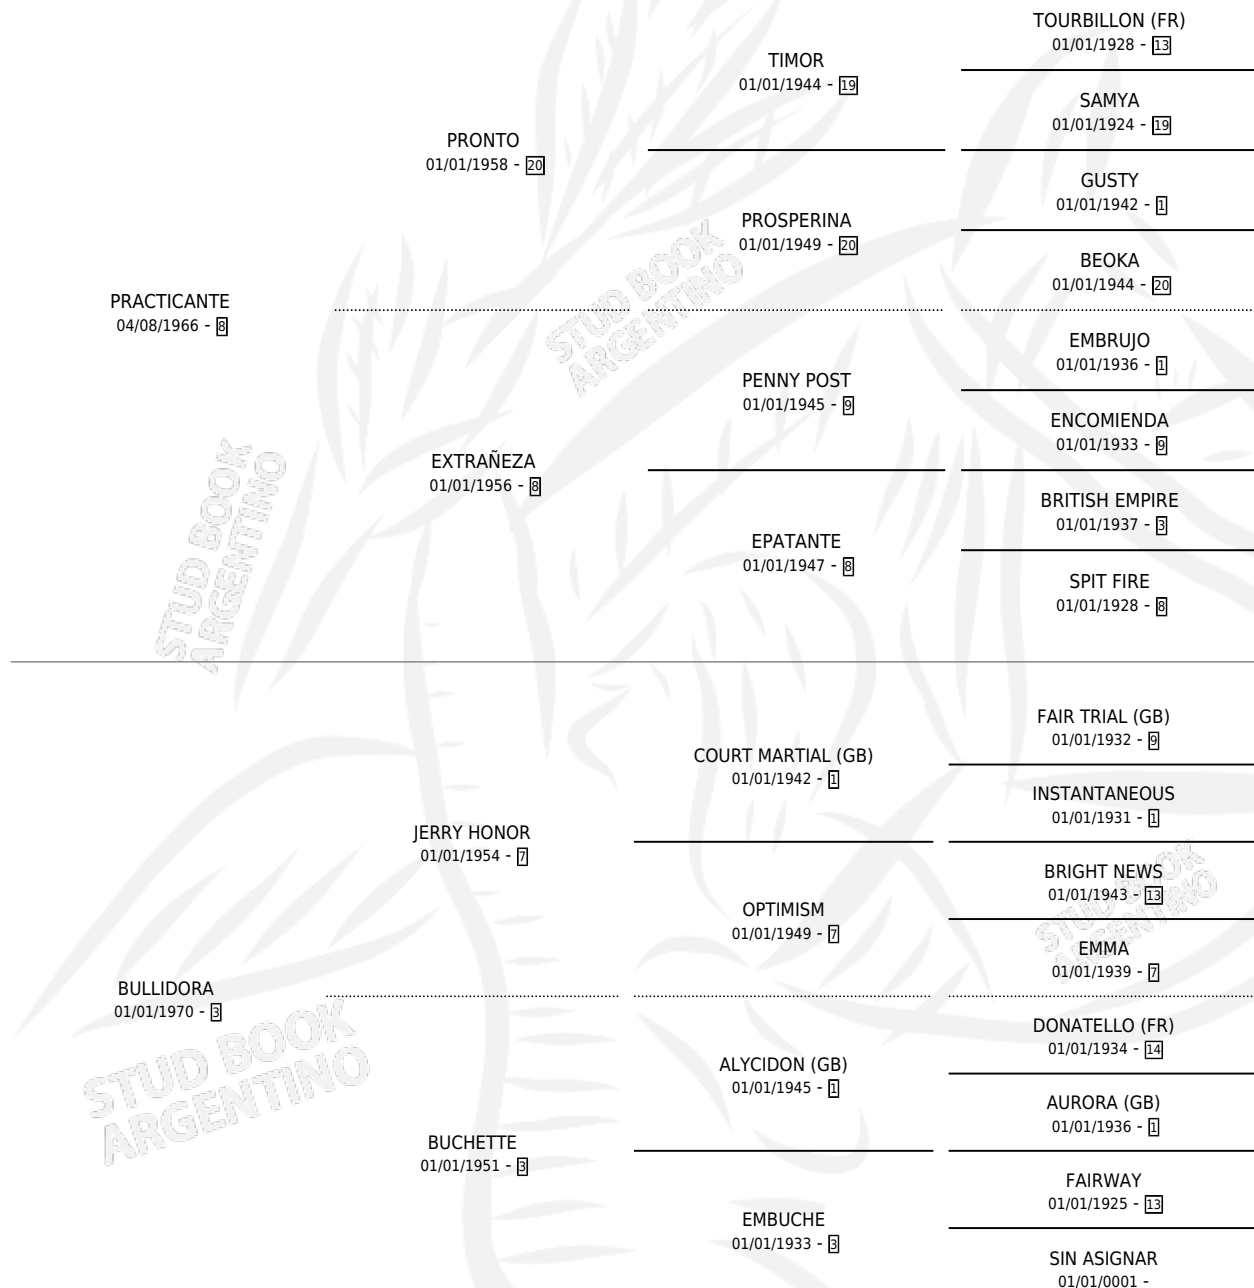 TOURBILLON (FR)
01/01/1928 - 13
TIMOR
01/01/1944 - 19
SAMYA
01/01/1924 - 19
PRONTO
01/01/1958 - 20
GUSTY
01/01/1942 - 1
PROSPERINA
01/01/1949 - 20
BEOKA
01/01/1944 - 20
PRACTICANTE
04/08/1966 - 8
STUD BOOK
ARGENTINO
EMBRUJO
01/01/1936 - 1
PENNY POST
01/01/1945 - 9
ENCOMIENDA
01/01/1933 - 9
EXTRAÑEZA
01/01/1956 - 8
BRITISH EMPIRE
01/01/1937 - 3
EPATANTE
01/01/1947 - 8
SPIT FIRE
01/01/1928 - 8
STUD BOOK
ARGENTINO
FAIR TRIAL (GB)
01/01/1932 - 9
COURT MARTIAL (GB)
01/01/1942 - 1
INSTANTANEOUS
01/01/1931 - 1
JERRY HONOR
01/01/1954 - 7
BRIGHT NEWS
01/01/1943 - 13
OPTIMISM
01/01/1949 - 7
EMMA
01/01/1939 - 7
STUD BOOK
ARGENTINO
BULLIDORA
01/01/1970 - 3
DONATELLO (FR)
01/01/1934 - 14
ALYCIDON (GB)
01/01/1945 - 1
AURORA (GB)
01/01/1936 - 1
STUD BOOK
ARGENTINO
BUCHETTE
01/01/1951 - 3
FAIRWAY
01/01/1925 - 13
EMBUCHE
01/01/1933 - 3
SIN ASIGNAR
01/01/0001 -